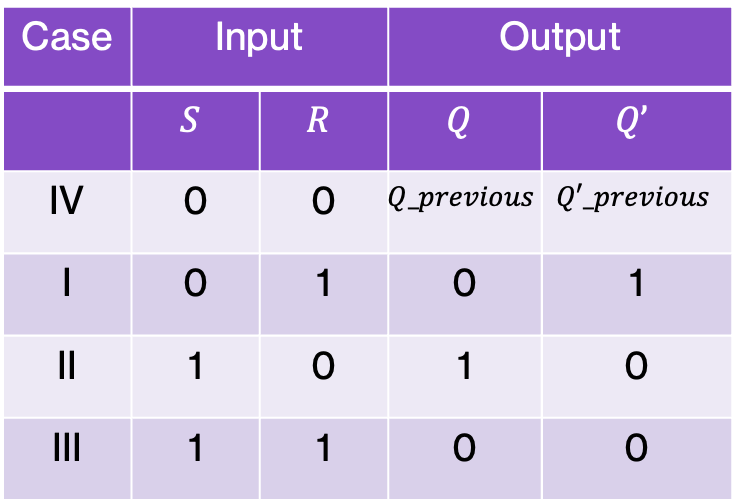 Case Input Output
S R Q Q’
IV 0 0 Q_previous Q′_previous
I 0 1 0 1
II 1 0 1 0
III 1 1 0 0